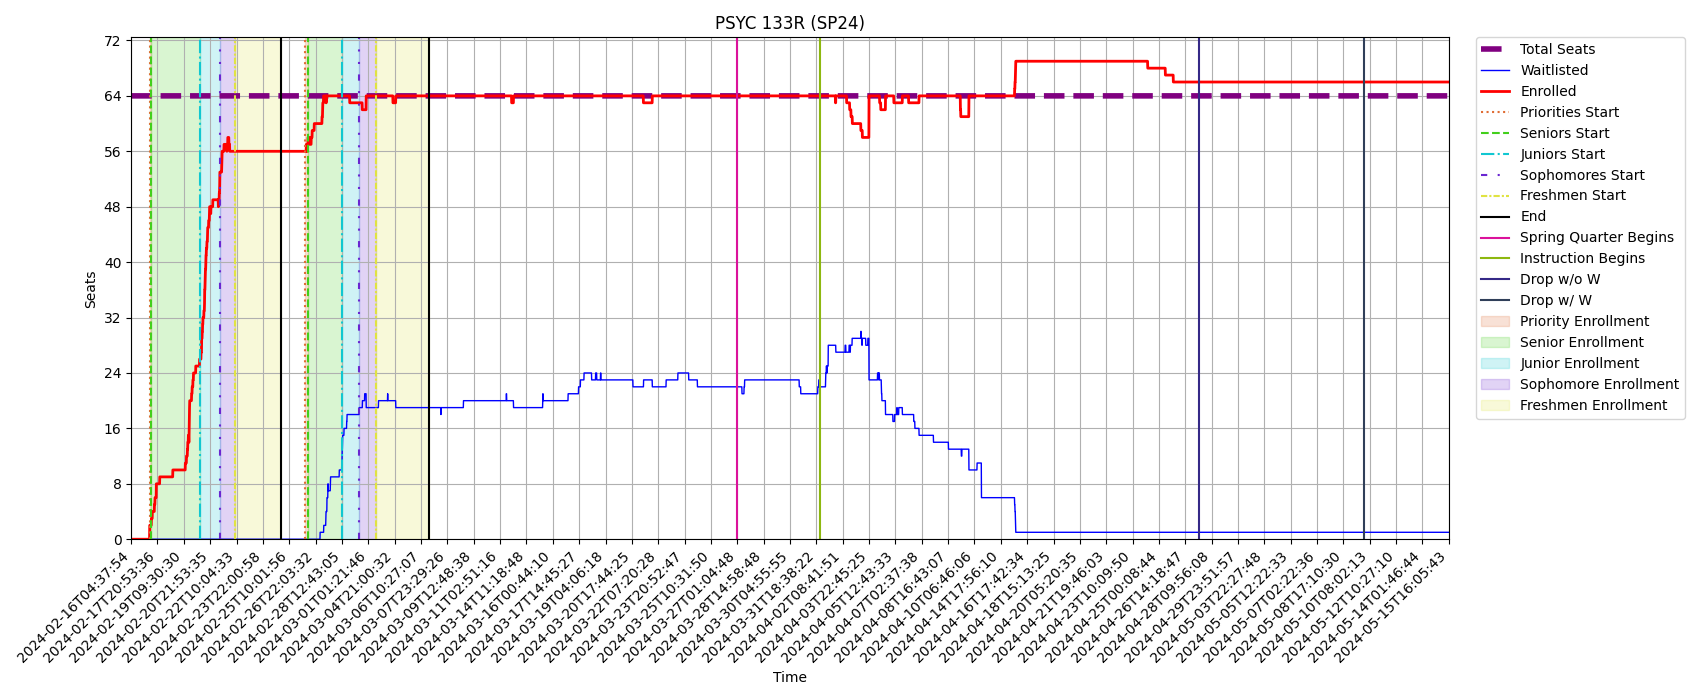 PSYC 133R (SP24)
Seats
72
64
56
48
40
32
24
16
8
0
2024-02-16T04:37:54
2024-02-17T20:53:36
2024-02-19T09:30:30
2024-02-20T21:53:35
2024-02-22T10:04:33
2024-02-23T22:00:58
2024-02-25T10:01:56
2024-02-26T22:03:32
2024-02-28T12:43:05
2024-03-01T01:21:46
2024-03-04T21:00:32
2024-03-06T10:27:07
2024-03-07T23:29:26
2024-03-09T12:48:38
2024-03-11T02:51:16
2024-03-14T11:18:48
2024-03-16T00:44:10
2024-03-17T14:45:27
2024-03-19T04:06:18
2024-03-20T17:44:25
2024-03-22T07:20:28
2024-03-23T20:52:47
2024-03-25T10:31:50
2024-03-27T01:04:48
2024-03-28T14:58:48
2024-03-30T04:55:55
2024-03-31T18:38:22
2024-04-02T08:41:51
2024-04-03T22:45:25
2024-04-05T12:43:33
2024-04-07T02:37:38
2024-04-08T16:43:07
2024-04-10T06:46:06
2024-04-14T17:56:10
2024-04-16T17:42:34
2024-04-18T15:13:25
2024-04-20T05:20:35
2024-04-21T19:46:03
2024-04-23T10:09:50
2024-04-25T00:08:44
2024-04-26T14:18:47
2024-04-28T09:56:08
2024-04-29T23:51:57
2024-05-03T22:27:48
2024-05-05T12:22:33
2024-05-07T02:22:36
2024-05-08T17:10:30
2024-05-10T08:02:13
2024-05-12T10:27:10
2024-05-14T01:46:44
2024-05-15T16:05:43
Time
Total Seats
Waitlisted
Enrolled
Priorities Start
Seniors Start
Juniors Start
Sophomores Start
Freshmen Start
End
Spring Quarter Begins
Instruction Begins
Drop w/o W
Drop w/ W
Priority Enrollment
Senior Enrollment
Junior Enrollment
Sophomore Enrollment
Freshmen Enrollment